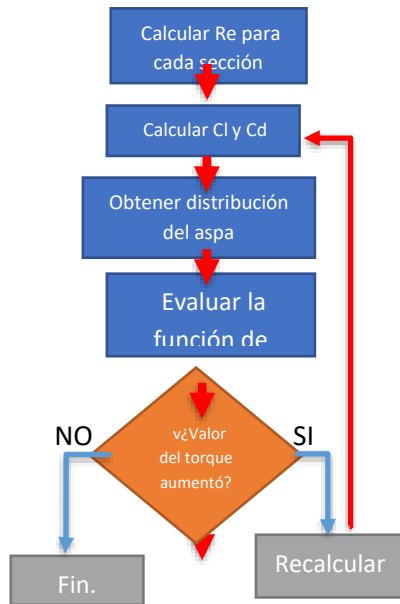 Calcular Re para
cada sección
Calcular Cl y Cd
Obtener distribución
del aspa
Evaluar la
función de
NO
SI
v¿Valor
del torque
aumentó?
Fin.
Recalcular